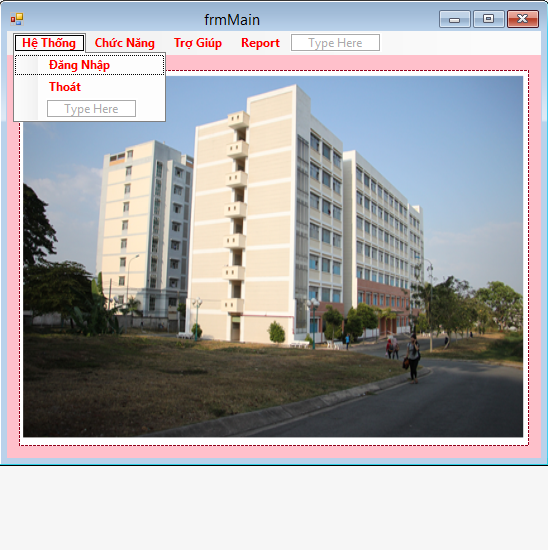 frmMain
Hệ Thống Chức Năng Trợ Giúp Report Type Here
Đăng Nhập
Thoát
Type Here